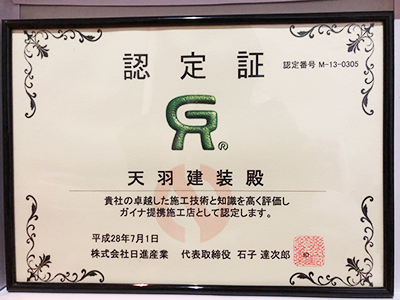 認定証
認定番号 M-13-0305
GR®
天羽建装殿
貴社の卓越した施工技術と知識を高く評価し
ガイナ提携施工店として認定します。
平成28年7月1日
株式会社日進産業 代表取締役 石子 達次郎